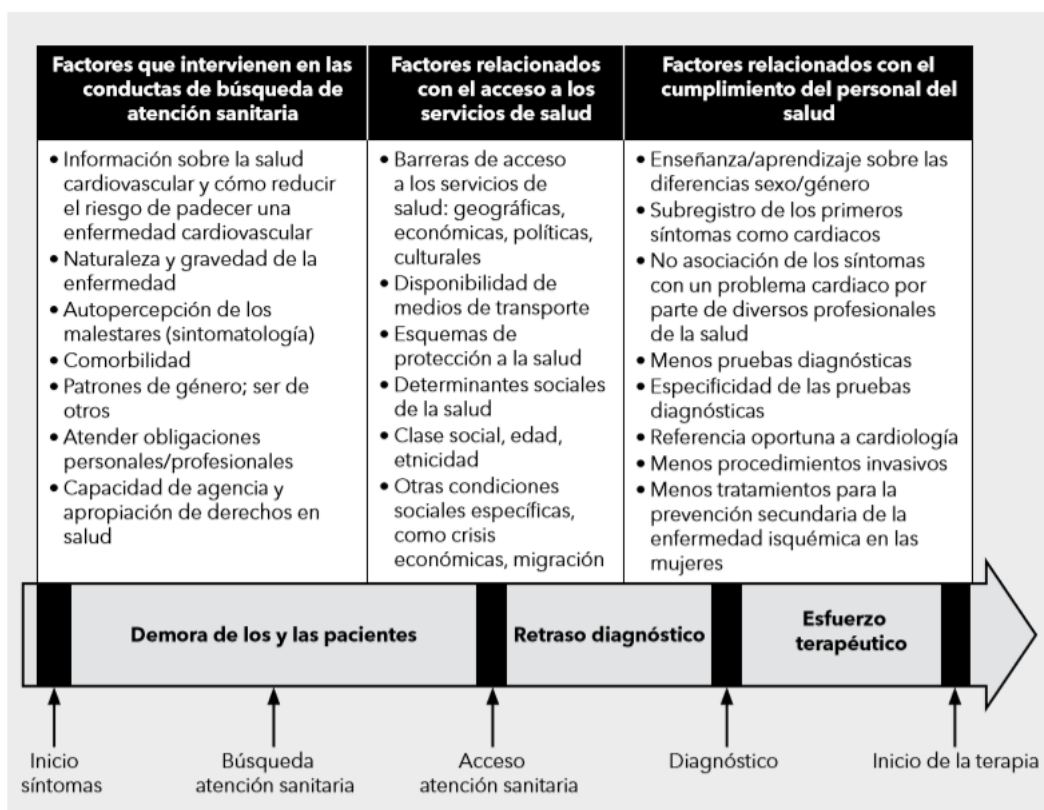 Factores que intervienen en las
conductas de búsqueda de
atención sanitaria
Factores relacionados
con el acceso a los
servicios de salud
Factores relacionados con el
cumplimiento del personal del
salud
• Información sobre la salud
cardiovascular y cómo reducir
el riesgo de padecer una
enfermedad cardiovascular
• Naturaleza y gravedad de la
enfermedad
• Autopercepción de los
malestares (sintomatología)
• Comorbilidad
• Patrones de género; ser de
otros
• Atender obligaciones
personales/profesionales
• Capacidad de agencia y
apropiación de derechos en
salud
• Barreras de acceso
a los servicios de
salud: geográficas,
económicas, políticas,
culturales
• Disponibilidad de
medios de transporte
• Esquemas de
protección a la salud
• Determinantes sociales
de la salud
• Clase social, edad,
etnicidad
• Otras condiciones
sociales específicas,
como crisis
económicas, migración
• Enseñanza/aprendizaje sobre las
diferencias sexo/género
• Subregistro de los primeros
síntomas como cardiacos
• No asociación de los síntomas
con un problema cardiaco por
parte de diversos profesionales
de la salud
• Menos pruebas diagnósticas
• Especificidad de las pruebas
diagnósticas
• Referencia oportuna a cardiología
• Menos procedimientos invasivos
• Menos tratamientos para la
prevención secundaria de la
enfermedad isquémica en las
mujeres
Demora de los y las pacientes
Retraso diagnóstico
Esfuerzo
terapéutico
Inicio
síntomas
Búsqueda
atención sanitaria
Acceso
atención sanitaria
Diagnóstico
Inicio de la terapia